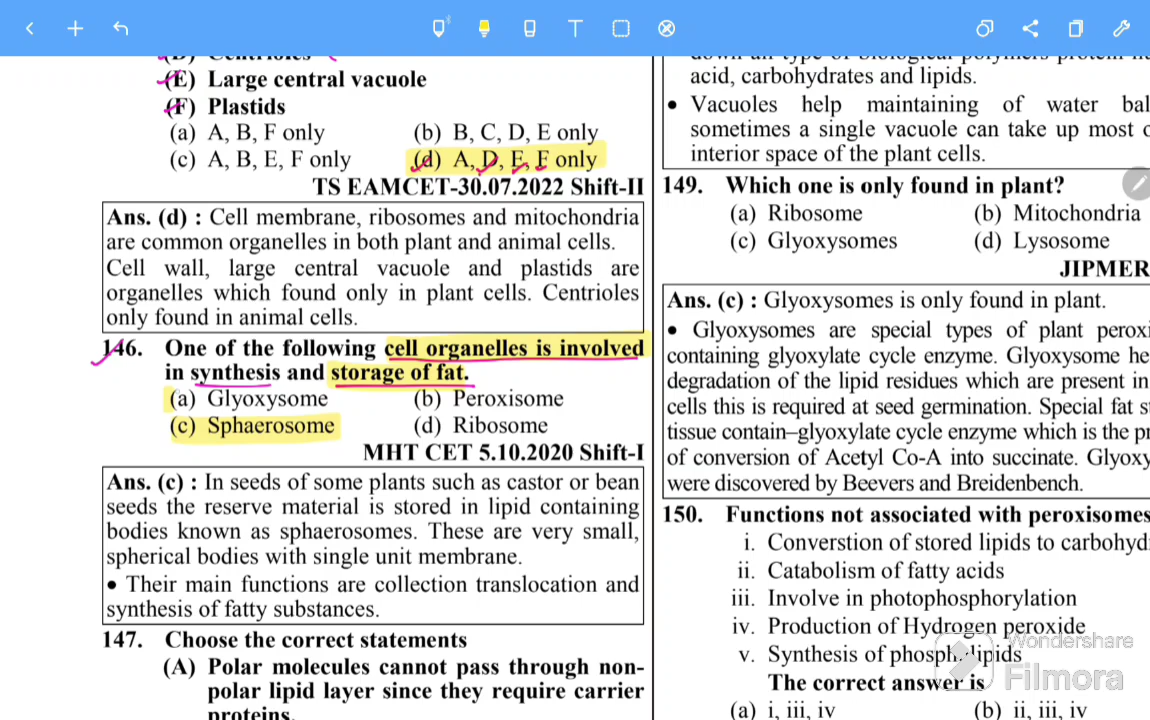 (E) Large central vacuole
(F) Plastids
(a) A, B, F only (b) B, C, D, E only
(c) A, B, E, F only (d) A, D, E, F only
TS EAMCET-30.07.2022 Shift-II
Ans. (d) : Cell membrane, ribosomes and mitochondria
are common organelles in both plant and animal cells.
Cell wall, large central vacuole and plastids are
organelles which found only in plant cells. Centrioles
only found in animal cells.
146. One of the following cell organelles is involved
in synthesis and storage of fat.
(a) Glyoxysome (b) Peroxisome
(c) Sphaerosome (d) Ribosome
MHT CET 5.10.2020 Shift-I
Ans. (c) : In seeds of some plants such as castor or bean
seeds the reserve material is stored in lipid containing
bodies known as sphaerosomes. These are very small,
spherical bodies with single unit membrane.
• Their main functions are collection translocation and
synthesis of fatty substances.
147. Choose the correct statements
(A) Polar molecules cannot pass through non-
polar lipid layer since they require carrier
proteins.
acid, carbohydrates and lipids.
• Vacuoles help maintaining of water bal
sometimes a single vacuole can take up most o
interior space of the plant cells.
149. Which one is only found in plant?
(a) Ribosome (b) Mitochondria
(c) Glyoxysomes (d) Lysosome
JIPMER
Ans. (c) : Glyoxysomes is only found in plant.
• Glyoxysomes are special types of plant peroxi
containing glyoxylate cycle enzyme. Glyoxysome he
degradation of the lipid residues which are present in
cells this is required at seed germination. Special fat s
tissue contain–glyoxylate cycle enzyme which is the pr
of conversion of Acetyl Co-A into succinate. Glyoxy
were discovered by Beevers and Breidenbench.
150. Functions not associated with peroxisomes
i. Converstion of stored lipids to carbohyd
ii. Catabolism of fatty acids
iii. Involve in photophosphorylation
iv. Production of Hydrogen peroxide
v. Synthesis of phospholipids
The correct answer is
(a) i, iii, iv (b) ii, iii, iv
Wondershare
Filmora